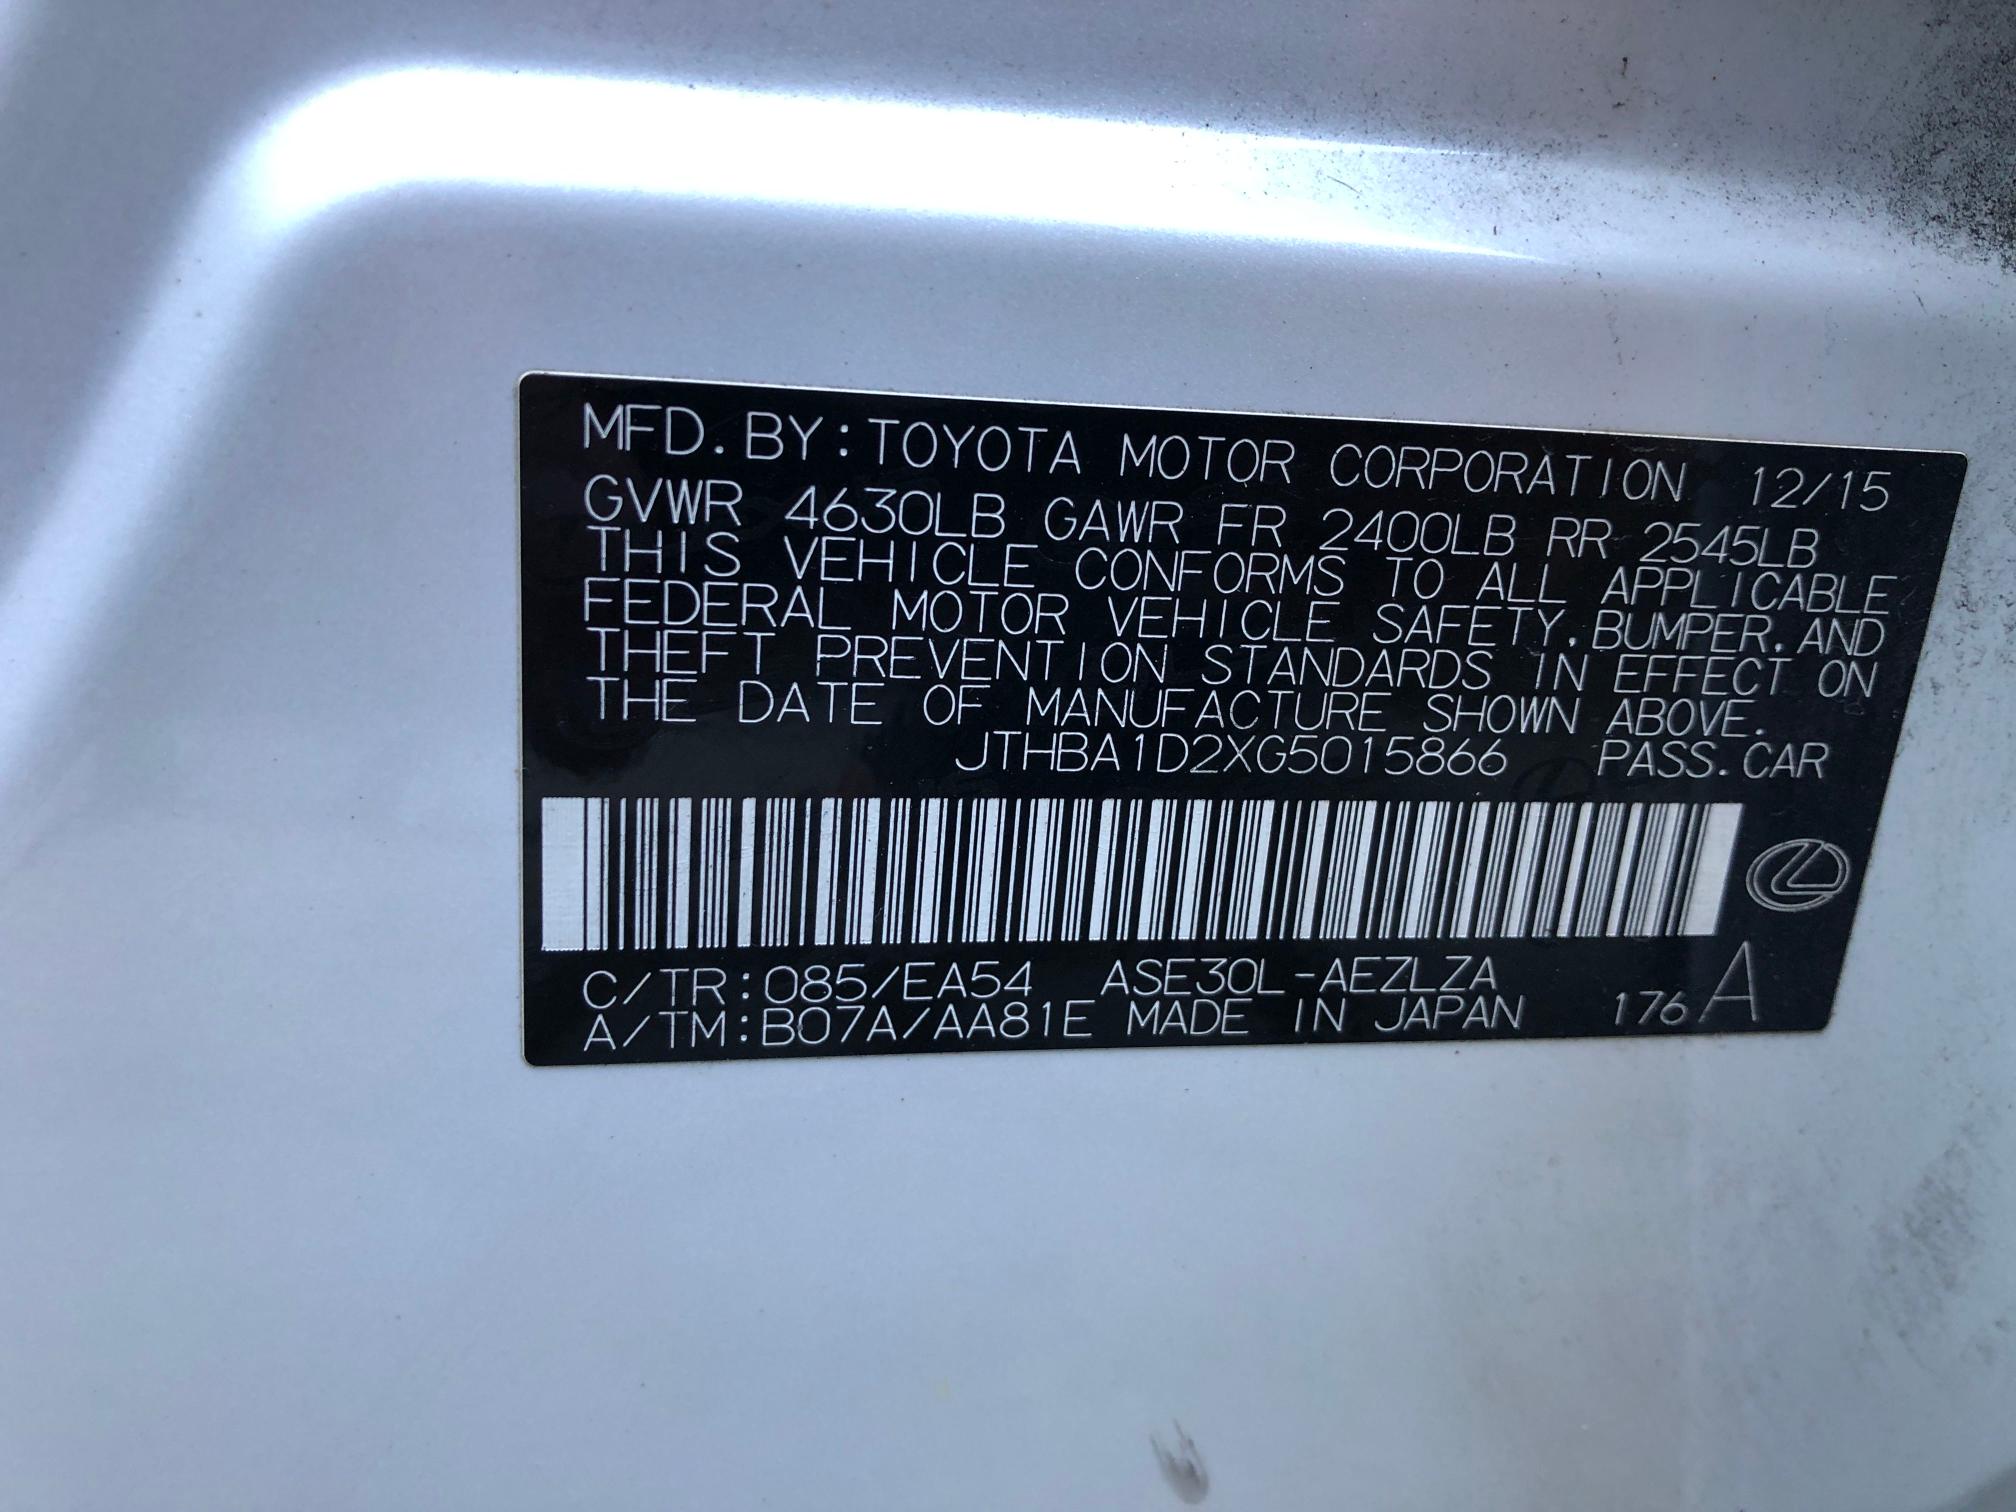 MFD. BY: TOYOTA MOTOR CORPORATION 12/15
GVWR 4630LB GAWR FR 2400LB RR 2545LB
THIS VEHICLE CONFORMS TO ALL APPLICABLE
FEDERAL MOTOR VEHICLE SAFETY, BUMPER, AND
THEFT PREVENTION STANDARDS IN EFFECT ON
THE DATE OF MANUFACTURE SHOWN ABOVE.
JTHBA1D2XG5015866 PASS. CAR
C/TR: 085/EA54 ASE30L-AEZLZA
A/TM: B07A/AA81E MADE IN JAPAN 176 A